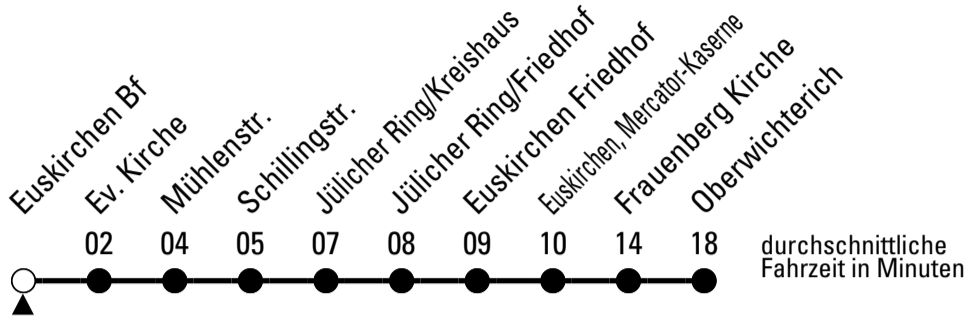 Euskirchen Bf
Ev. Kirche
Mühlenstr.
Schillingstr.
Jülicher Ring/Kreishaus
Jülicher Ring/Friedhof
Euskirchen Friedhof
Euskirchen, Mercator-Kaserne
Frauenberg Kirche
Oberwichterich
02 04 05 07 08 09 10 14 18
durchschnittliche
Fahrzeit in Minuten